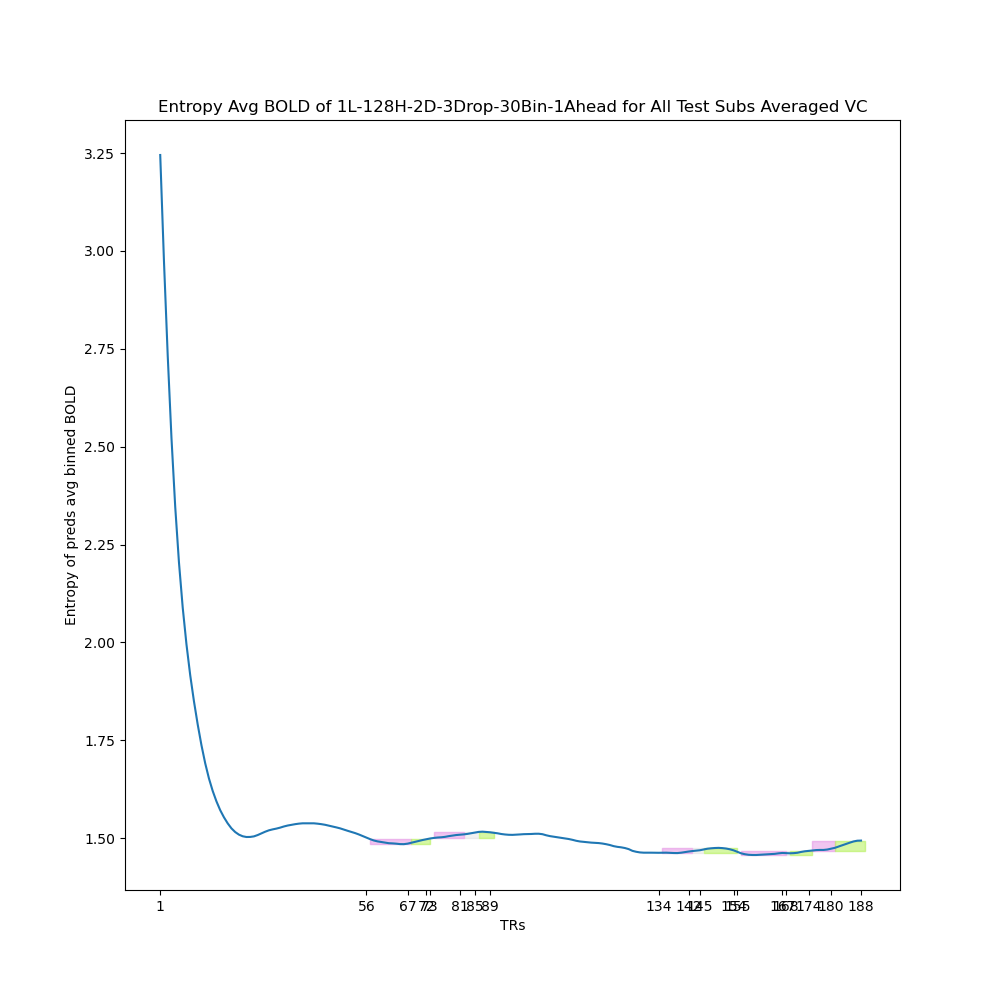 Entropy Avg BOLD of 1L-128H-2D-3Drop-30Bin-1Ahead for All Test Subs Averaged VC
Entropy of preds avg binned BOLD
3.25
3.00
2.75
2.50
2.25
2.00
1.75
1.50
1 56 67 72 73 81 85 89 134 142 145 154 155 167 168 174 180 188
TRs